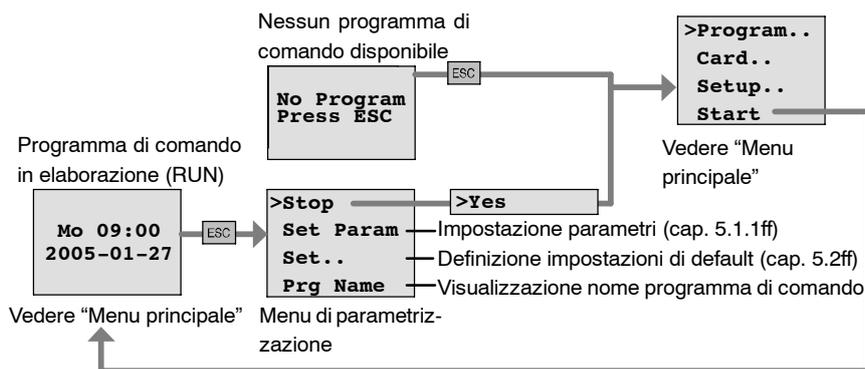 Nessun programma di
comando disponibile
ESC
No Program
Press ESC
>Program..
Card..
Setup..
Start
Vedere “Menu
principale”
Programma di comando
in elaborazione (RUN)
Mo 09:00
2005-01-27
ESC
Vedere “Menu principale”
>Stop
Set Param
Set..
Prg Name
>Yes
Impostazione parametri (cap. 5.1.1ff)
Definizione impostazioni di default (cap. 5.2ff)
Visualizzazione nome programma di comando
Menu di parametriz-
zazione